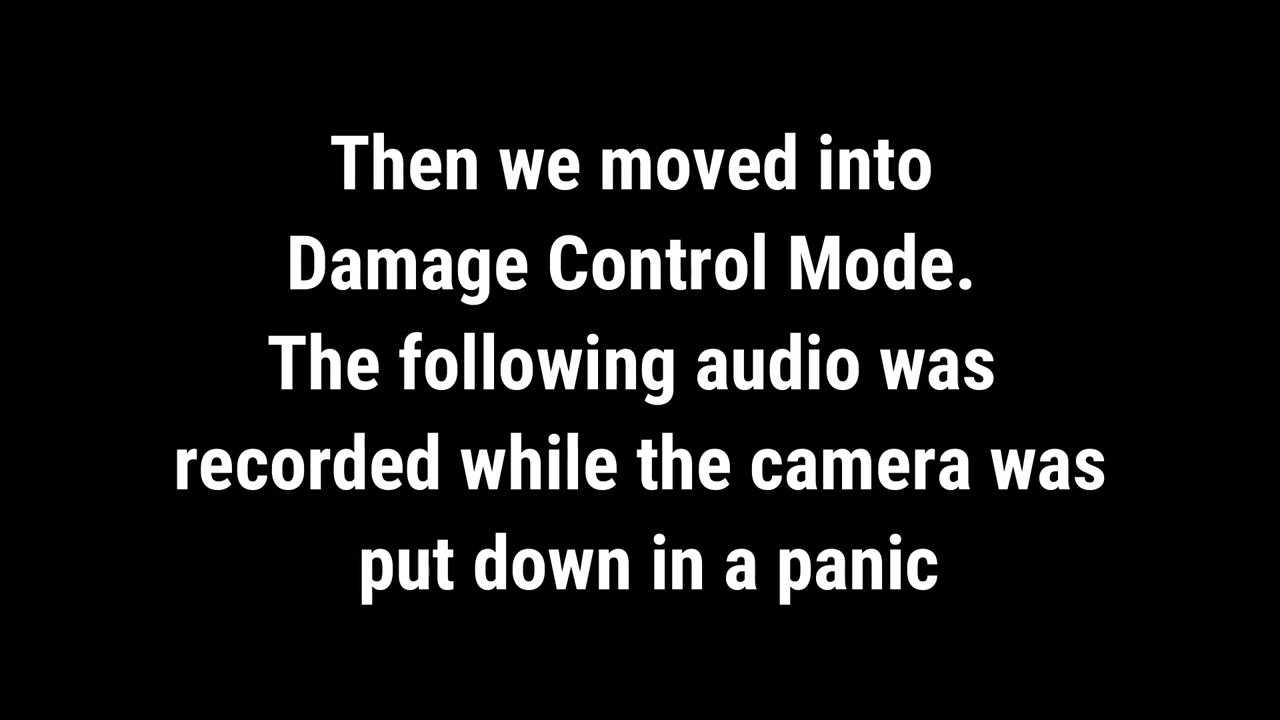 Then we moved into
Damage Control Mode.
The following audio was
recorded while the camera was
put down in a panic